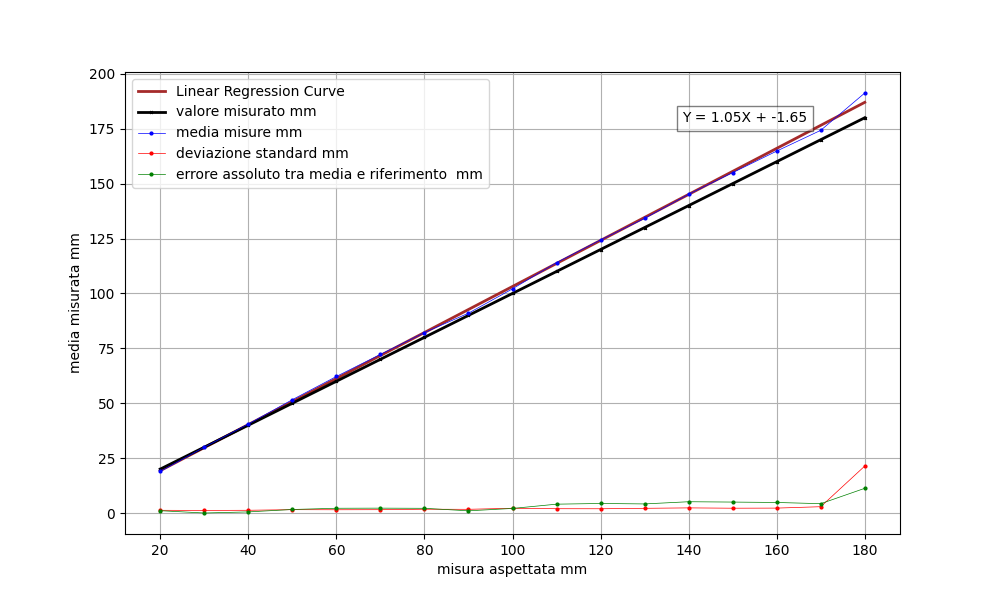 Linear Regression Curve
valore misurato mm
media misure mm
deviazione standard mm
errore assoluto tra media e riferimento  mm
Y = 1.05X + -1.65
200
175
150
125
100
75
50
25
0
media misurata mm
20 40 60 80 100 120 140 160 180
misura aspettata mm